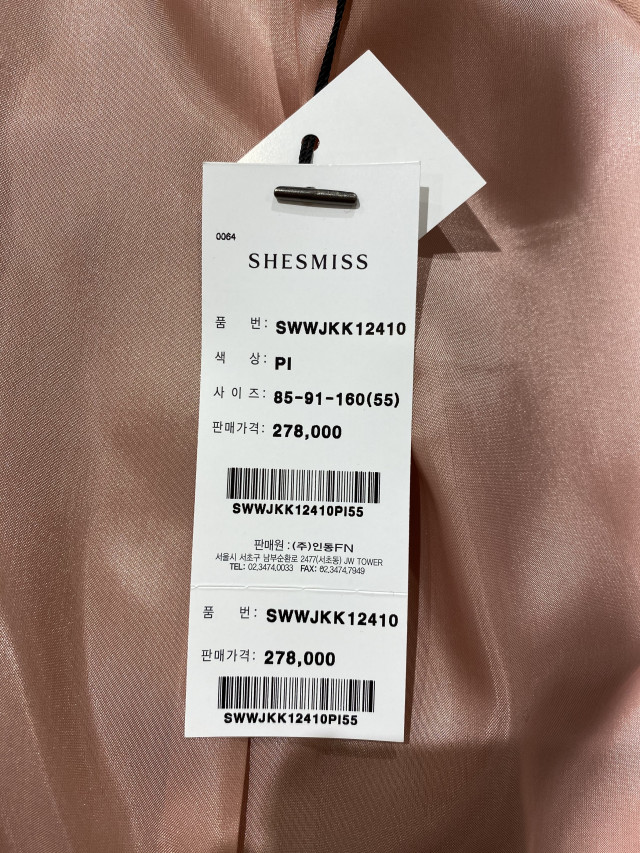 0064
SHESMISS
품 번: SWWJKK12410
색 상: PI
사이즈: 85-91-160(55)
판매가격: 278,000
SWWJKK12410PI55
판매원 : (주)인동FN
서울시 서초구 남부순환로 2477(서초동) JW TOWER
TEL: 02.3474.0033 FAX: 02.3474.7949
품 번: SWWJKK12410
판매가격: 278,000
SWWJKK12410PI55